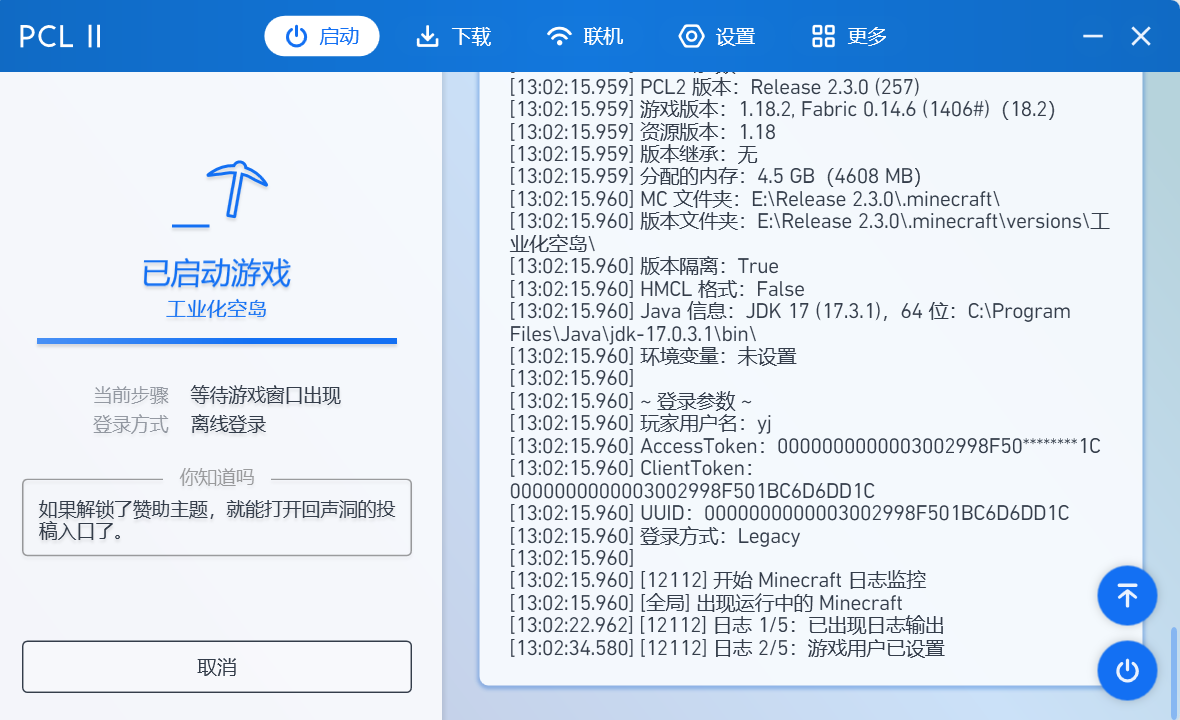 PCL II
启动
下载
联机
设置
更多
已启动游戏
工业化空岛
当前步骤 等待游戏窗口出现
登录方式 离线登录
你知道吗
如果解锁了赞助主题，就能打开回声洞的投
稿入口了。
取消
[13:02:15.959] PCL2 版本：Release 2.3.0 (257)
[13:02:15.959] 游戏版本：1.18.2, Fabric 0.14.6 (1406#)（18.2）
[13:02:15.959] 资源版本：1.18
[13:02:15.959] 版本继承：无
[13:02:15.959] 分配的内存：4.5 GB（4608 MB）
[13:02:15.960] MC 文件夹：E:\Release 2.3.0\.minecraft\
[13:02:15.960] 版本文件夹：E:\Release 2.3.0\.minecraft\versions\工
业化空岛\
[13:02:15.960] 版本隔离：True
[13:02:15.960] HMCL 格式：False
[13:02:15.960] Java 信息：JDK 17 (17.3.1)，64 位：C:\Program
Files\Java\jdk-17.0.3.1\bin\
[13:02:15.960] 环境变量：未设置
[13:02:15.960]
[13:02:15.960] ~ 登录参数 ~
[13:02:15.960] 玩家用户名：yj
[13:02:15.960] AccessToken：0000000000003002998F50********1C
[13:02:15.960] ClientToken：
0000000000003002998F501BC6D6DD1C
[13:02:15.960] UUID：0000000000003002998F501BC6D6DD1C
[13:02:15.960] 登录方式：Legacy
[13:02:15.960]
[13:02:15.960] [12112] 开始 Minecraft 日志监控
[13:02:15.960] [全局] 出现运行中的 Minecraft
[13:02:22.962] [12112] 日志 1/5：已出现日志输出
[13:02:34.580] [12112] 日志 2/5：游戏用户已设置